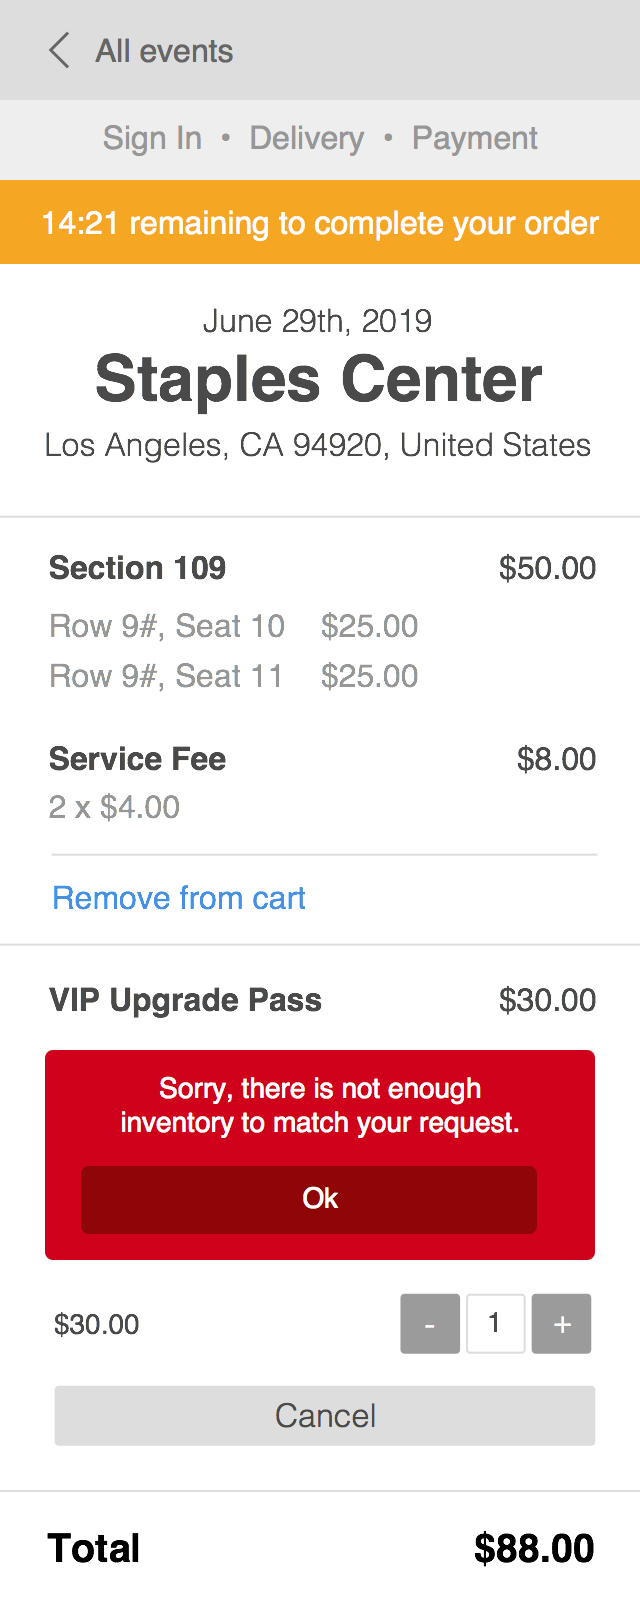 All events
Sign In • Delivery • Payment
14:21 remaining to complete your order
June 29th, 2019
Staples Center
Los Angeles, CA 94920, United States
Section 109 $50.00
Row 9#, Seat 10 $25.00
Row 9#, Seat 11 $25.00
Service Fee $8.00
2 x $4.00
Remove from cart
VIP Upgrade Pass $30.00
Sorry, there is not enough
inventory to match your request.
Ok
$30.00 - 1 +
Cancel
Total $88.00